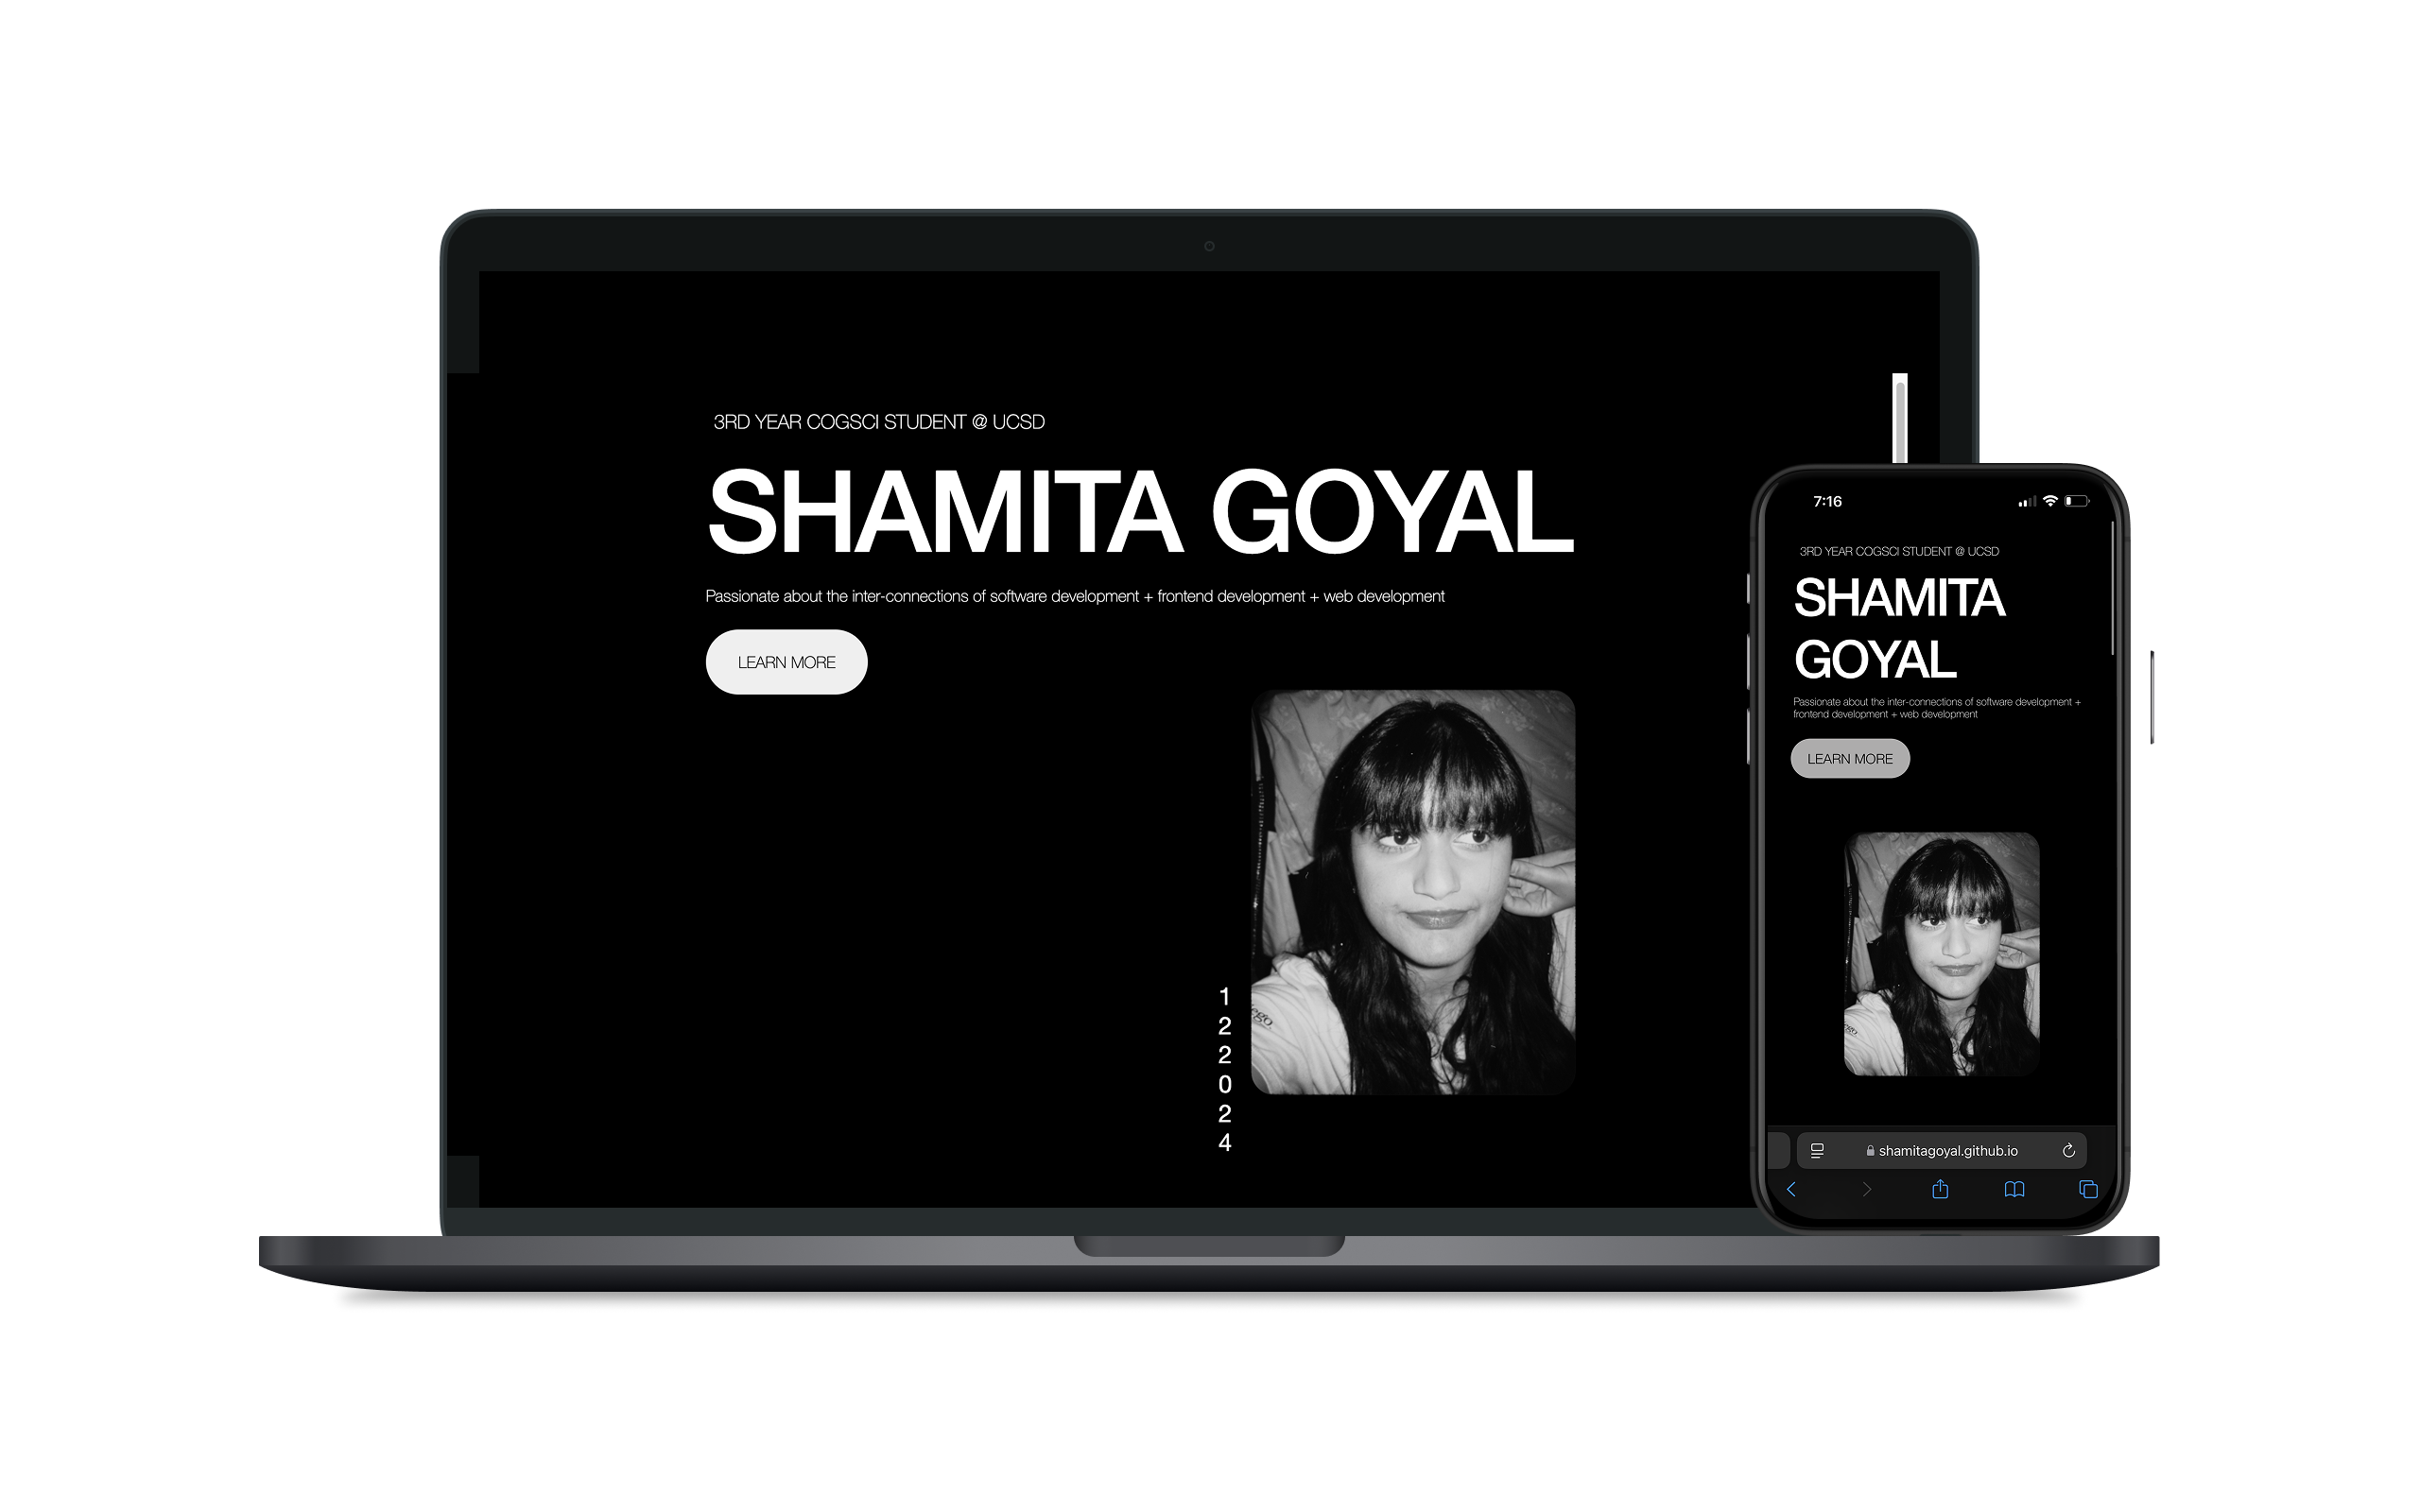 3RD YEAR COGSCI STUDENT @ UCSD
SHAMITA GOYAL
Passionate about the inter-connections of software development + frontend development + web development
LEARN MORE
1
2
2
0
2
4
ego
7:16
3RD YEAR COGSCI STUDENT @ UCSD
SHAMITA
GOYAL
Passionate about the inter-connections of software development +
frontend development + web development
LEARN MORE
shamitagoyal.github.io